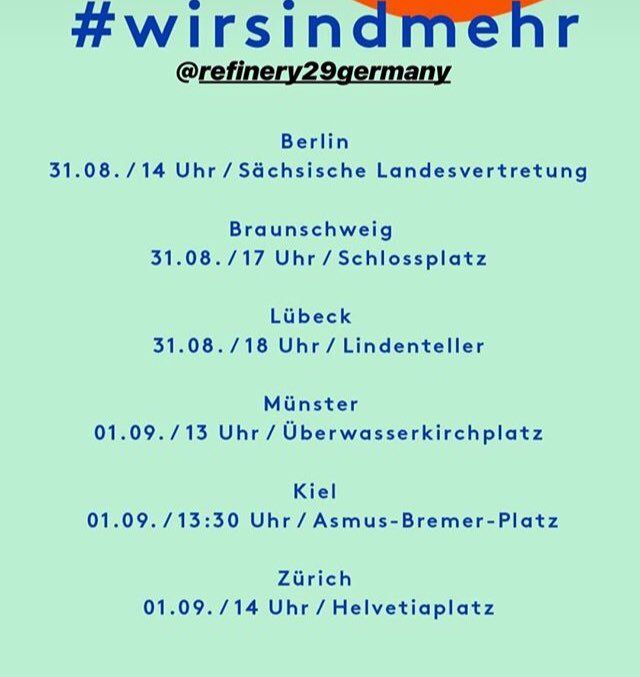 #wirsindmehr
@refinery29germany
Berlin
31.08. / 14 Uhr / Sächsische Landesvertretung
Braunschweig
31.08. / 17 Uhr / Schlossplatz
Lübeck
31.08. / 18 Uhr / Lindenteller
Münster
01.09. / 13 Uhr / Überwasserkirchplatz
Kiel
01.09. / 13:30 Uhr / Asmus-Bremer-Platz
Zürich
01.09. / 14 Uhr / Helvetiaplatz